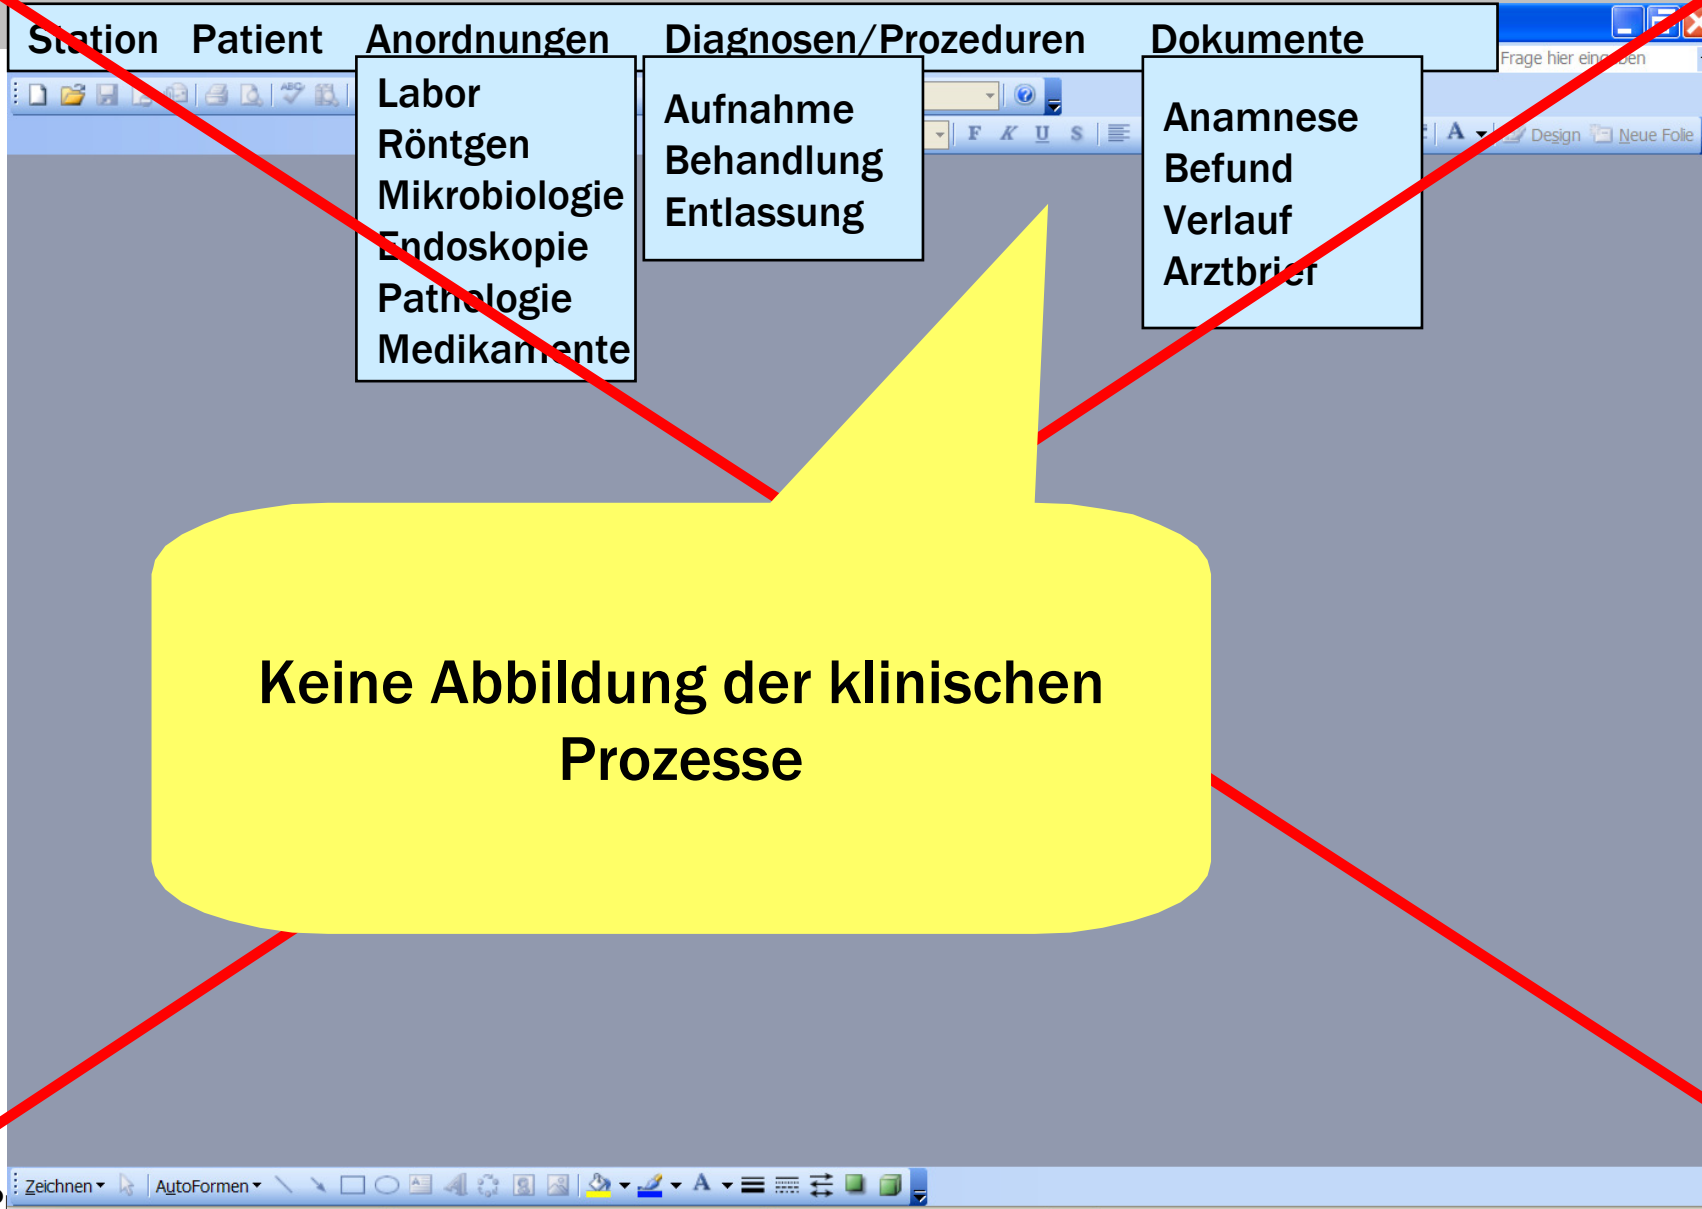 Station Patient Anordnungen Diagnosen/Prozeduren Dokumente
Frage hier eingeben
Labor
Röntgen
Mikrobiologie
Endoskopie
Pathologie
Medikamente
Aufnahme
Behandlung
Entlassung
Anamnese
Befund
Verlauf
Arztbrief
F K U S
A Design Neue Folie
Keine Abbildung der klinischen
Prozesse
Zeichnen AutoFormen A